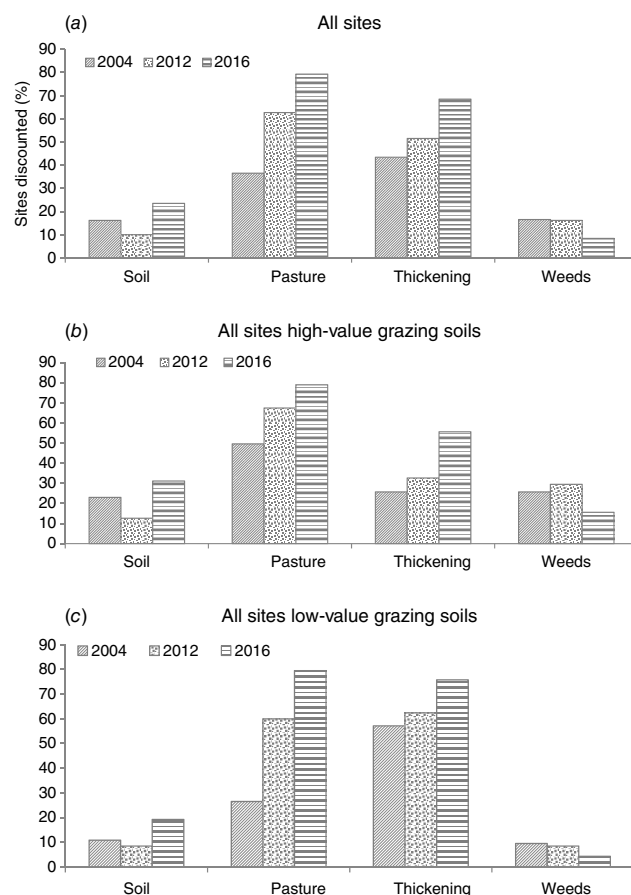 (a) All sites
90 2004 2012 2016
80
70
60
50
40
30
20
10
0
Sites discounted (%)
Soil Pasture Thickening Weeds
(b) All sites high-value grazing soils
90 2004 2012 2016
80
70
60
50
40
30
20
10
0
Soil Pasture Thickening Weeds
(c) All sites low-value grazing soils
90 2004 2012 2016
80
70
60
50
40
30
20
10
0
Soil Pasture Thickening Weeds